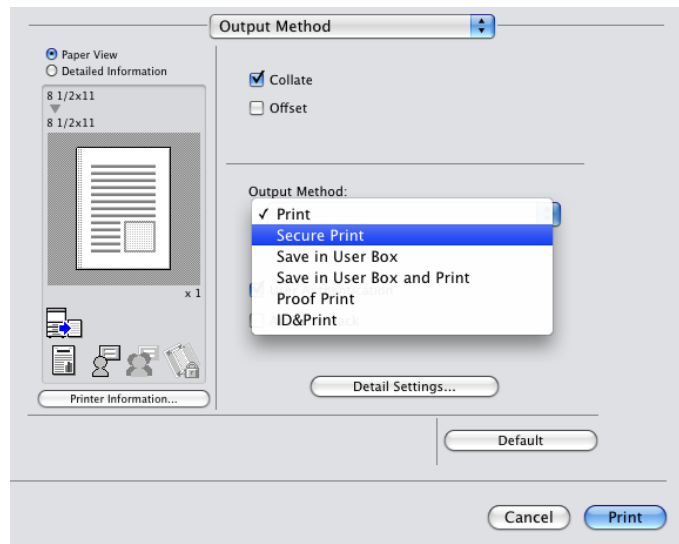 Output Method
Paper View
Detailed Information
8 1/2x11
8 1/2x11
x 1
Printer Information...
Collate
Offset
Output Method:
✓ Print
Secure Print
Save in User Box
Save in User Box and Print
Proof Print
ID&Print
Detail Settings...
Default
Cancel
Print